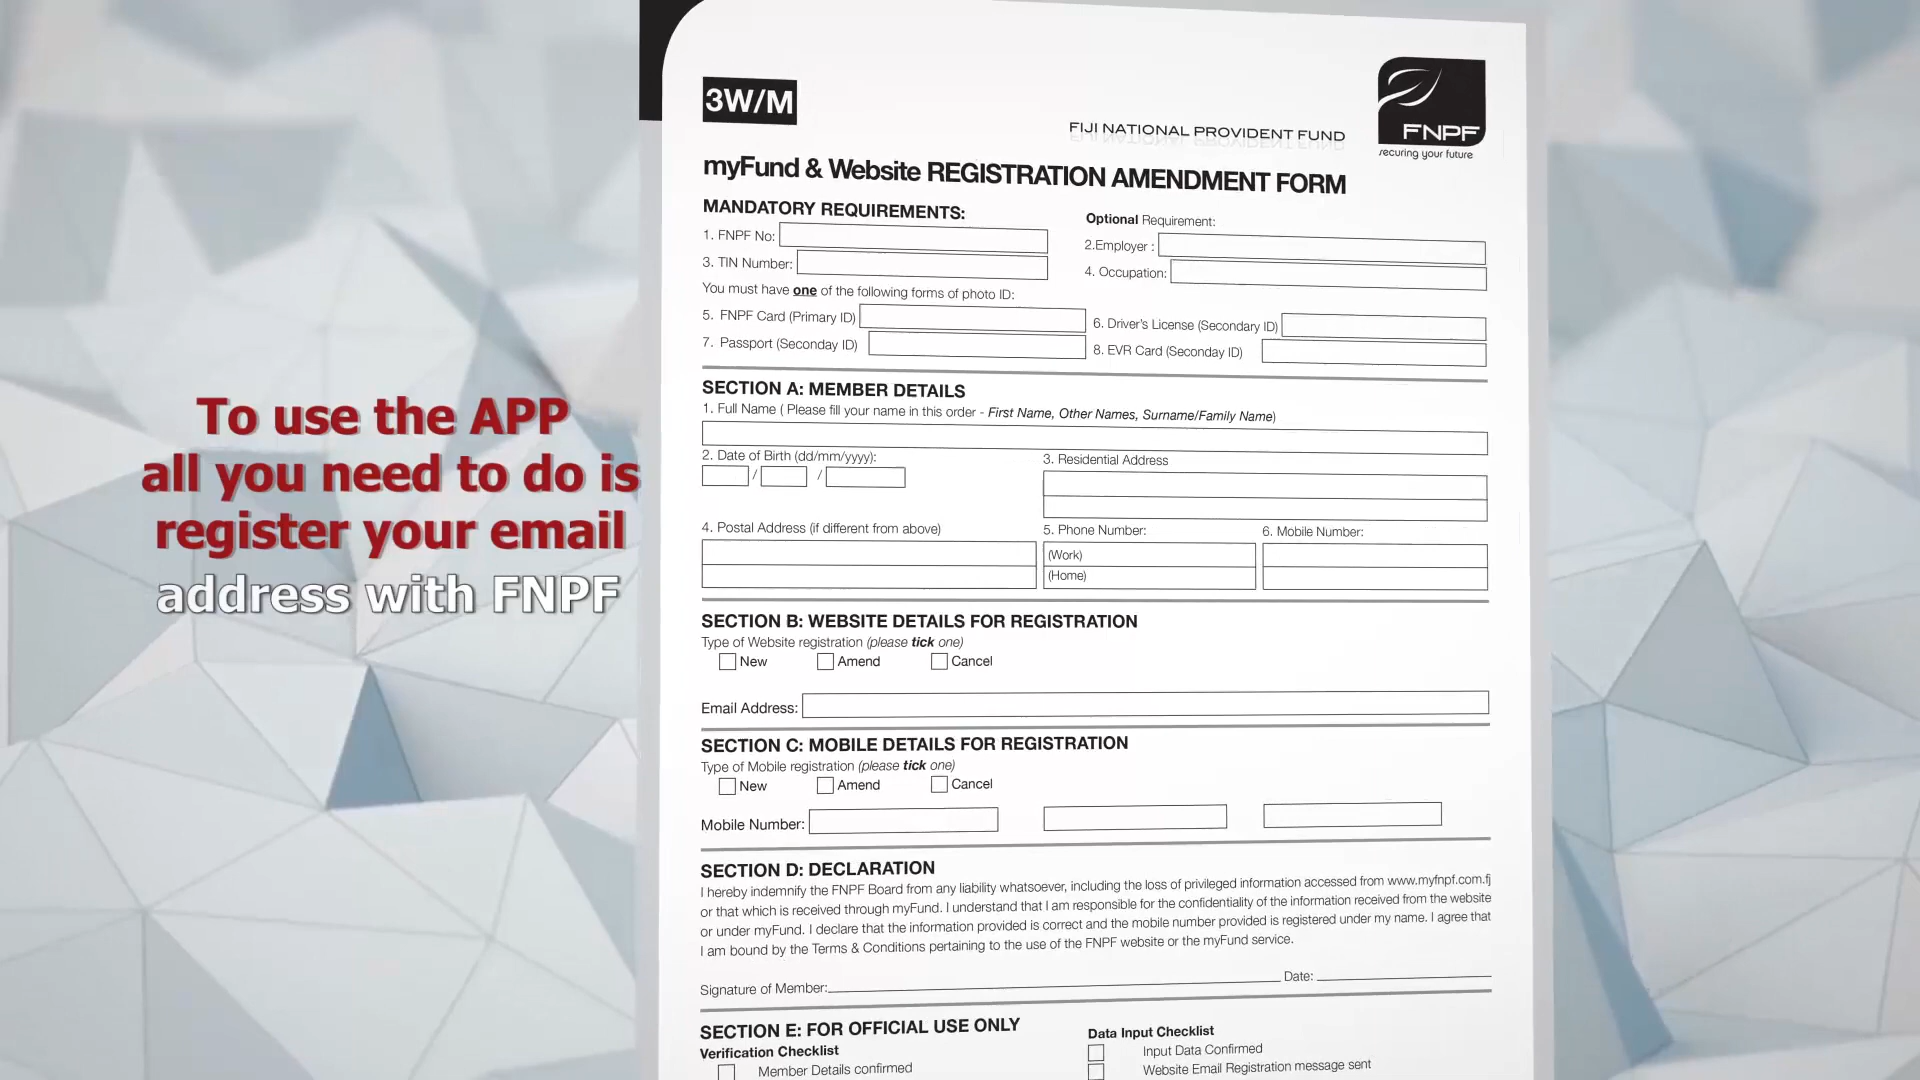 To use the APP
all you need to do is
register your email
address with FNPF
3W/M
FIJI NATIONAL PROVIDENT FUND
FNPF
securing your future
myFund & Website REGISTRATION AMENDMENT FORM
MANDATORY REQUIREMENTS:
Optional Requirement:
1. FNPF No:
2.Employer :
3. TIN Number:
4. Occupation:
You must have one of the following forms of photo ID:
5. FNPF Card (Primary ID)
6. Driver's License (Secondary ID)
7. Passport (Seconday ID)
8. EVR Card (Seconday ID)
SECTION A: MEMBER DETAILS
1. Full Name ( Please fill your name in this order - First Name, Other Names, Surname/Family Name)
2. Date of Birth (dd/mm/yyyy):
3. Residential Address
/ /
4. Postal Address (if different from above)
5. Phone Number:
6. Mobile Number:
(Work)
(Home)
SECTION B: WEBSITE DETAILS FOR REGISTRATION
Type of Website registration (please tick one)
New Amend Cancel
Email Address:
SECTION C: MOBILE DETAILS FOR REGISTRATION
Type of Mobile registration (please tick one)
New Amend Cancel
Mobile Number:
SECTION D: DECLARATION
I hereby indemnify the FNPF Board from any liability whatsoever, including the loss of privileged information accessed from www.myfnpf.com.fj
or that which is received through myFund. I understand that I am responsible for the confidentiality of the information received from the website
or under myFund. I declare that the information provided is correct and the mobile number provided is registered under my name. I agree that
I am bound by the Terms & Conditions pertaining to the use of the FNPF website or the myFund service.
Signature of Member: Date:
SECTION E: FOR OFFICIAL USE ONLY
Data Input Checklist
Verification Checklist
Input Data Confirmed
Member Details confirmed
Website Email Registration message sent